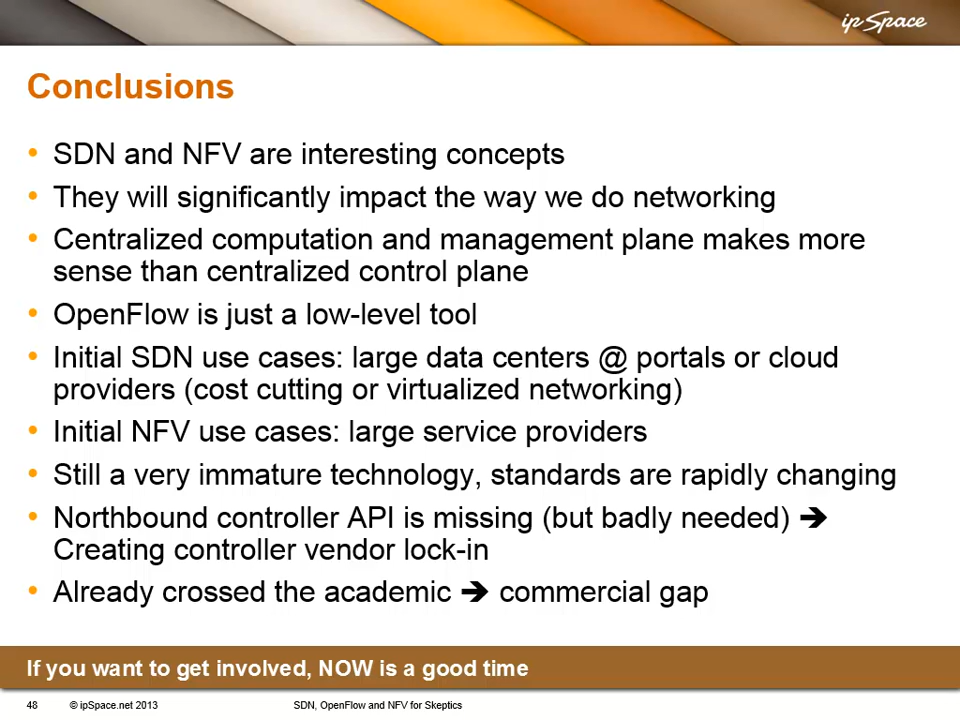 ip Space
Conclusions
• SDN and NFV are interesting concepts
• They will significantly impact the way we do networking
• Centralized computation and management plane makes more
sense than centralized control plane
• OpenFlow is just a low-level tool
• Initial SDN use cases: large data centers @ portals or cloud
providers (cost cutting or virtualized networking)
• Initial NFV use cases: large service providers
• Still a very immature technology, standards are rapidly changing
• Northbound controller API is missing (but badly needed) ➔
Creating controller vendor lock-in
• Already crossed the academic ➔ commercial gap
If you want to get involved, NOW is a good time
48 © ipSpace.net 2013 SDN, OpenFlow and NFV for Skeptics